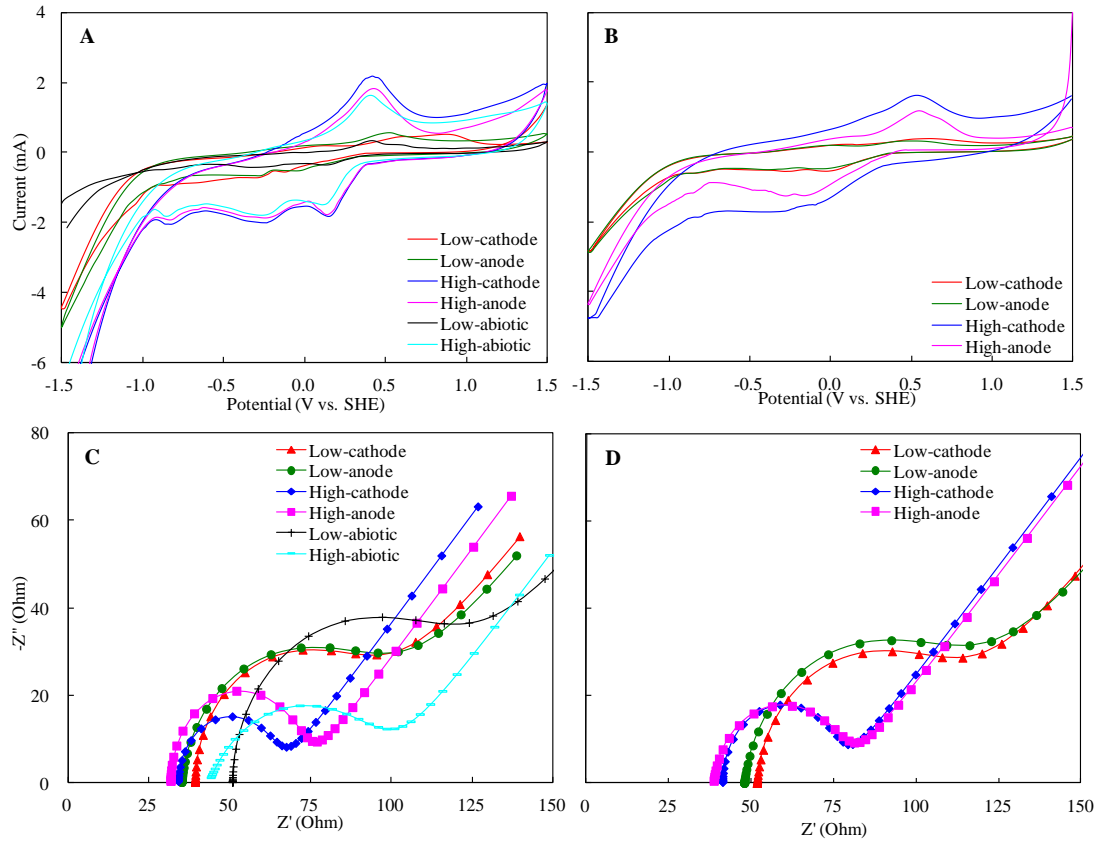 A
B
4
2
0
-2
-4
-6
Current (mA)
Low-cathode
Low-anode
High-cathode
High-anode
Low-abiotic
High-abiotic
Low-cathode
Low-anode
High-cathode
High-anode
-1.5 -1.0 -0.5 0.0 0.5 1.0 1.5
Potential (V vs. SHE)
-1.5 -1.0 -0.5 0.0 0.5 1.0 1.5
Potential (V vs. SHE)
C
D
80
60
40
20
0
-Z" (Ohm)
Low-cathode
Low-anode
High-cathode
High-anode
Low-abiotic
High-abiotic
Low-cathode
Low-anode
High-cathode
High-anode
0 25 50 75 100 125 150
Z' (Ohm)
0 25 50 75 100 125 150
Z' (Ohm)